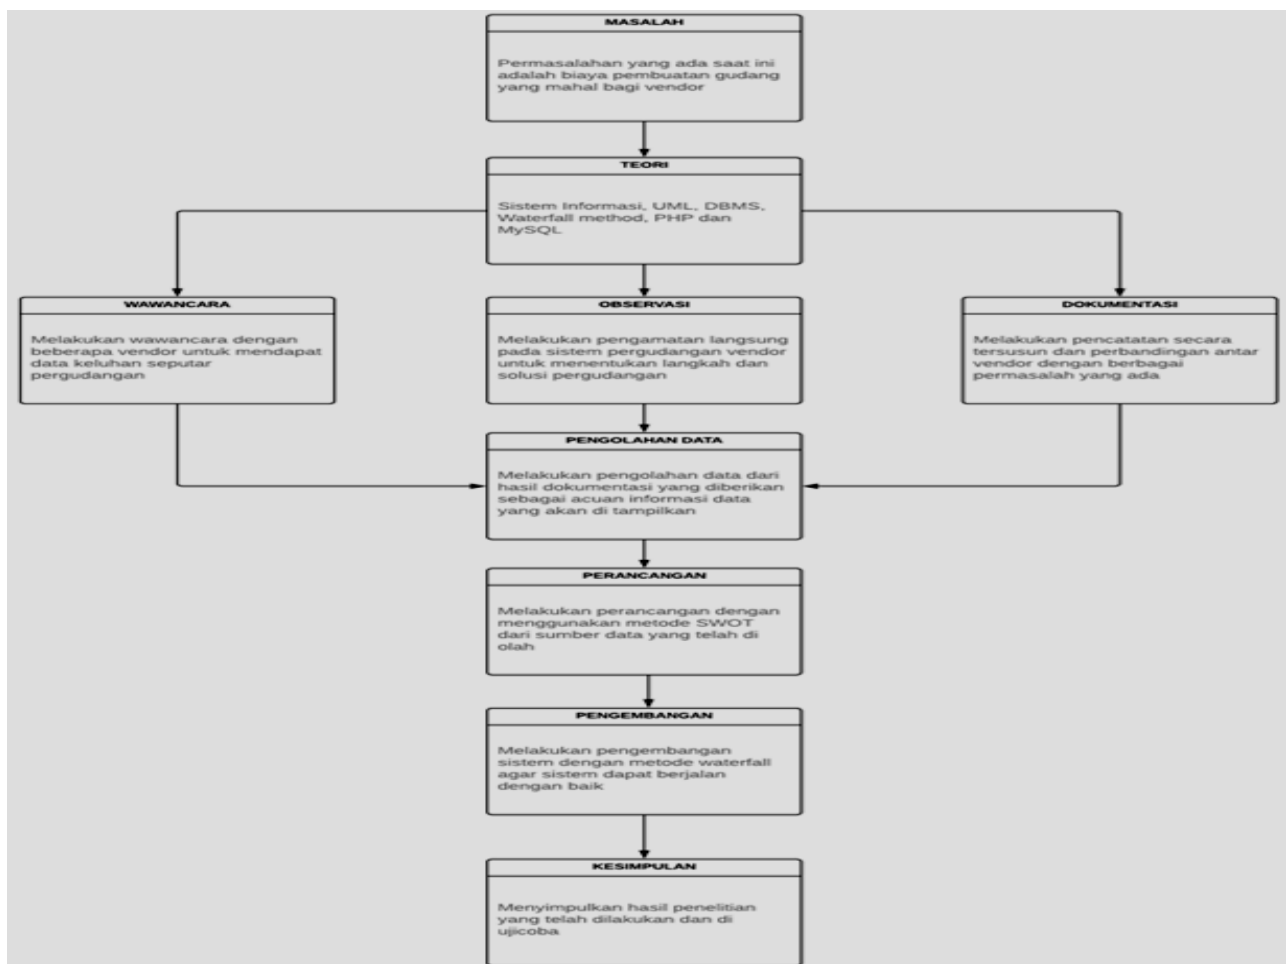 MASALAH
Permasalahan yang ada saat ini
adalah biaya pembuatan gudang
yang mahal bagi vendor
TEORI
Sistem Informasi, UML, DBMS,
Waterfall method, PHP dan
MySQL
WAWANCARA
Melakukan wawancara dengan
beberapa vendor untuk mendapat
data keluhan seputar
pergudangan
OBSERVASI
Melakukan pengamatan langsung
pada sistem pergudangan vendor
untuk menentukan langkah dan
solusi pergudangan
DOKUMENTASI
Melakukan pencatatan secara
tersusun dan perbandingan antar
vendor dengan berbagai
permasalah yang ada
PENGOLAHAN DATA
Melakukan pengolahan data dari
hasil dokumentasi yang diberikan
sebagai acuan informasi data
yang akan di tampilkan
PERANCANGAN
Melakukan perancangan dengan
menggunakan metode SWOT
dari sumber data yang telah di
olah
PENGEMBANGAN
Melakukan pengembangan
sistem dengan metode waterfall
agar sistem dapat berjalan
dengan baik
KESIMPULAN
Menyimpulkan hasil penelitian
yang telah dilakukan dan di
ujicoba